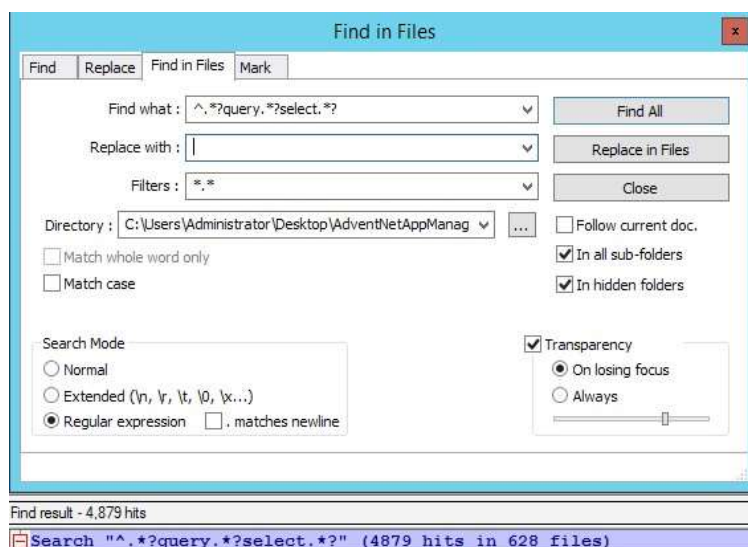 Find in Files
x
Find Replace Find in Files Mark
Find what : ^.*?query.*?select.*? Find All
Replace with : Replace in Files
Filters : *.* Close
Directory : C:\Users\Administrator\Desktop\AdventNetAppManag ... Follow current doc.
Match whole word only In all sub-folders
Match case In hidden folders
Search Mode Transparency
Normal On losing focus
Extended (\n, \r, \t, \0, \x...) Always
Regular expression . matches newline
Find result - 4,879 hits
Search "^.*?query.*?select.*?" (4879 hits in 628 files)